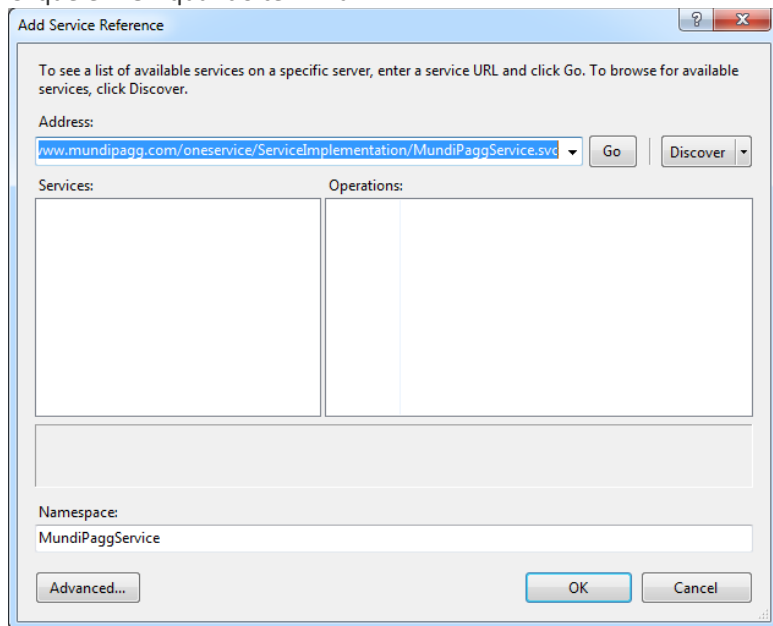 Add Service Reference
To see a list of available services on a specific server, enter a service URL and click Go. To browse for available
services, click Discover.
Address:
www.mundipagg.com/oneservice/ServiceImplementation/MundiPaggService.svc
Go
Discover
Services:
Operations:
Namespace:
MundiPaggService
Advanced...
OK
Cancel